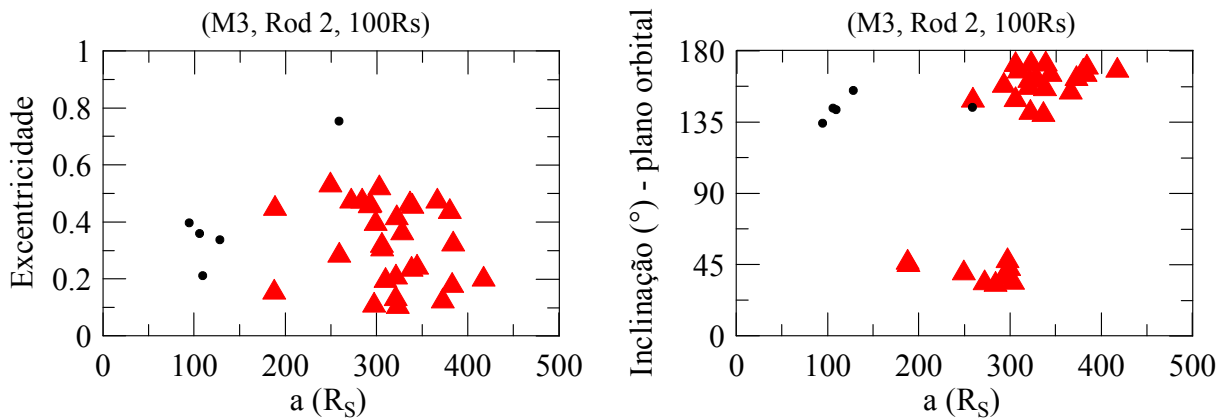 (M3, Rod 2, 100Rs)
Excentricidade
1
0.8
0.6
0.4
0.2
0
0 100 200 300 400 500
a (R_S)
(M3, Rod 2, 100Rs)
Inclinação (°) - plano orbital
180
135
90
45
0
0 100 200 300 400 500
a (R_S)